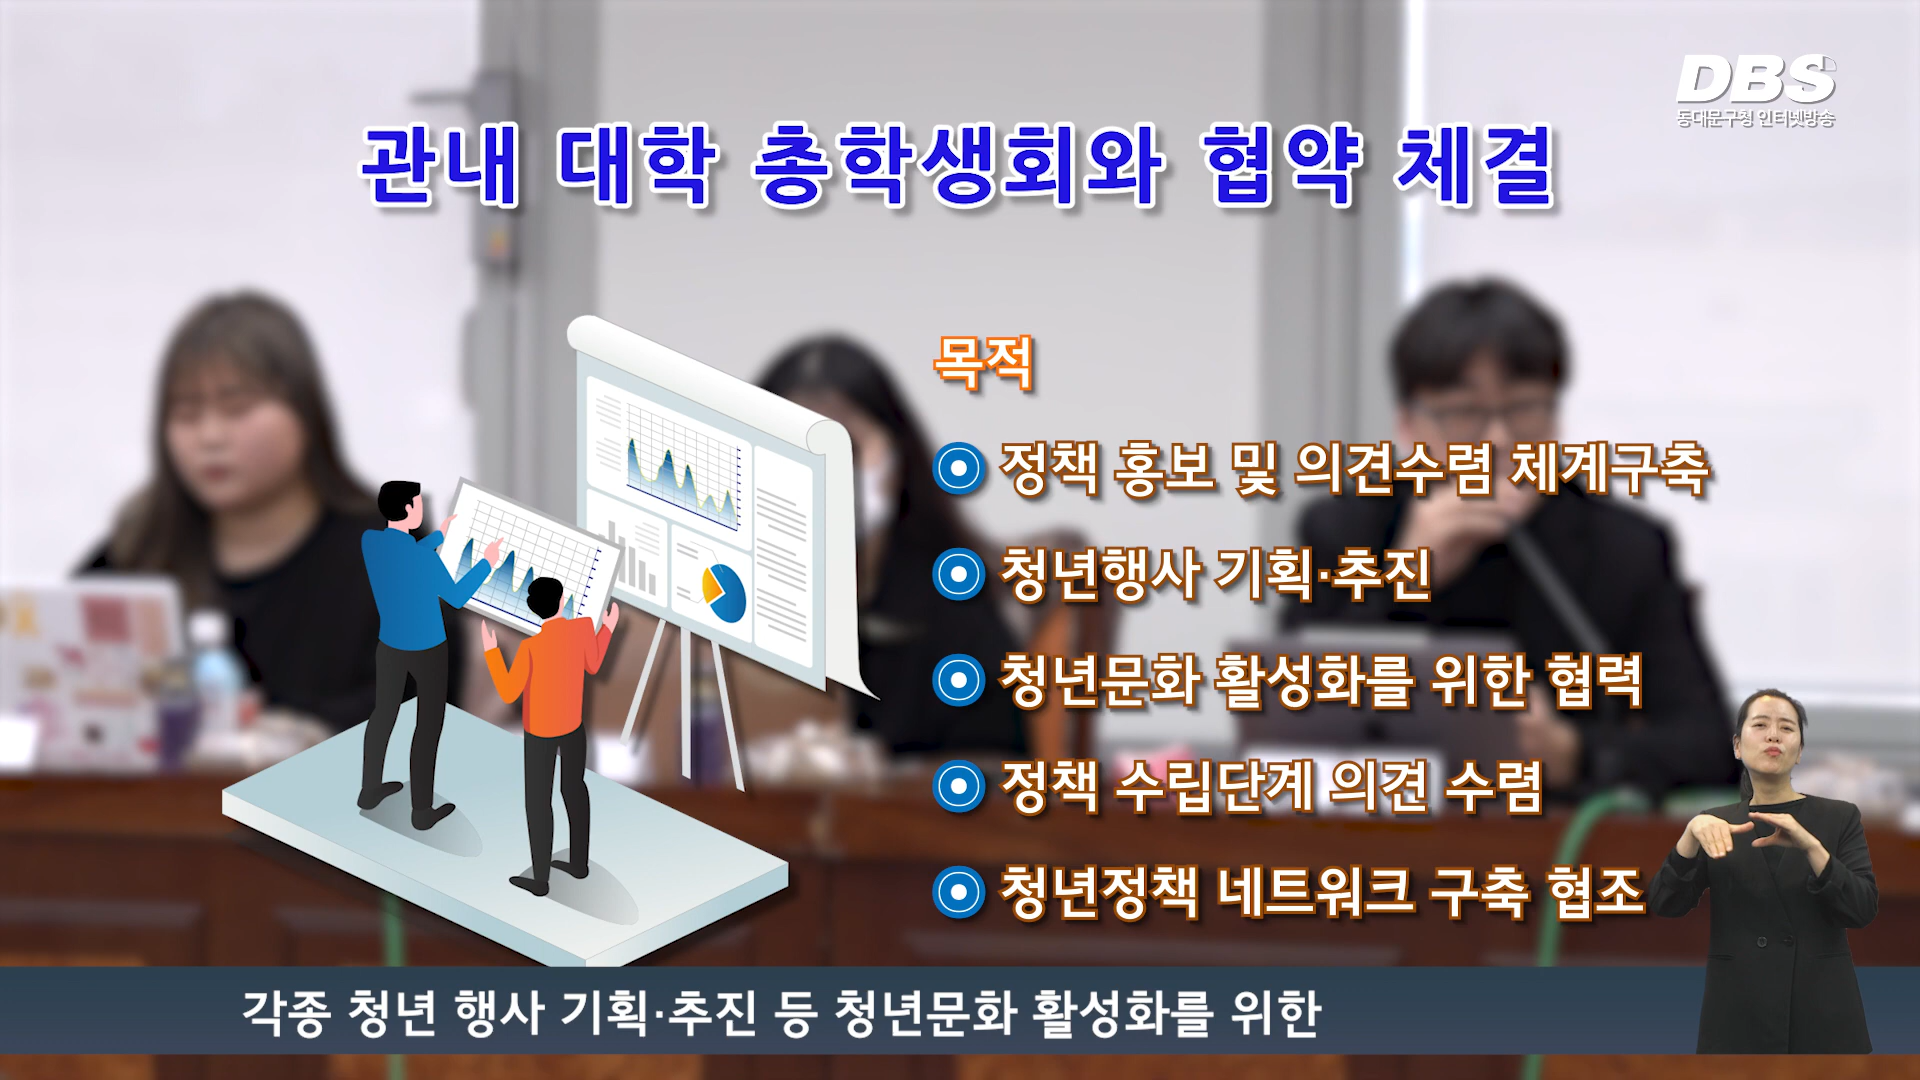 DBS
동대문구청 인터넷방송
관내 대학 총학생회와 협약 체결
목적
정책 홍보 및 의견수렴 체계구축
청년행사 기획·추진
청년문화 활성화를 위한 협력
정책 수립단계 의견 수렴
청년정책 네트워크 구축 협조
각종 청년 행사 기획·추진 등 청년문화 활성화를 위한